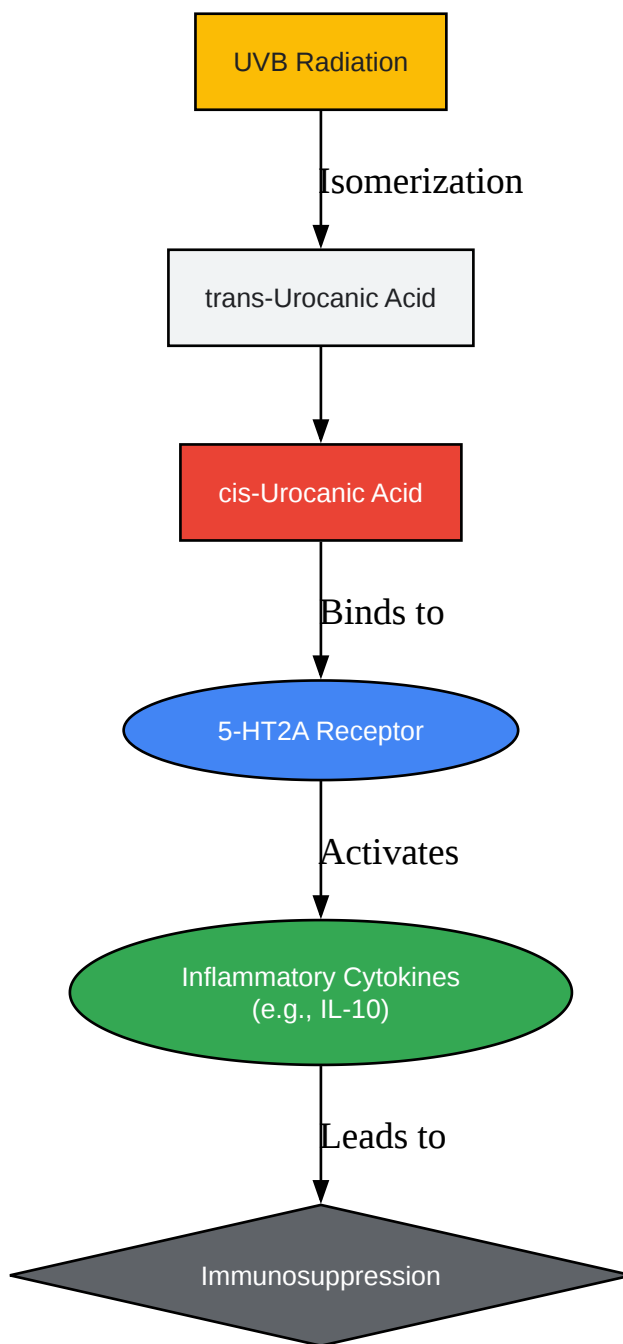 UVB Radiation
Isomerization
trans-Urocanic Acid
cis-Urocanic Acid
Binds to
5-HT2A Receptor
Activates
Inflammatory Cytokines
(e.g., IL-10)
Leads to
Immunosuppression